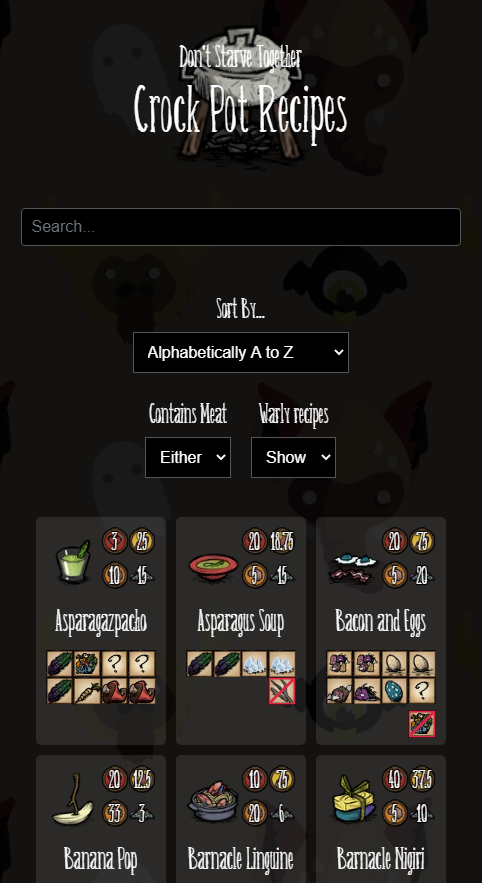 Don't Starve Together
Crock Pot Recipes
Search...
Sort By...
Alphabetically A to Z
Contains Meat Warly recipes
Either Show
3 25 20 18.75 20 75
10 15 5 15 5 20
Asparagazpacho Asparagus Soup Bacon and Eggs
? ?
?
20 12.5 10 75 40 37.5
33 3 20 6 5 10
Banana Pop Barnacle Linguine Barnacle Nigiri